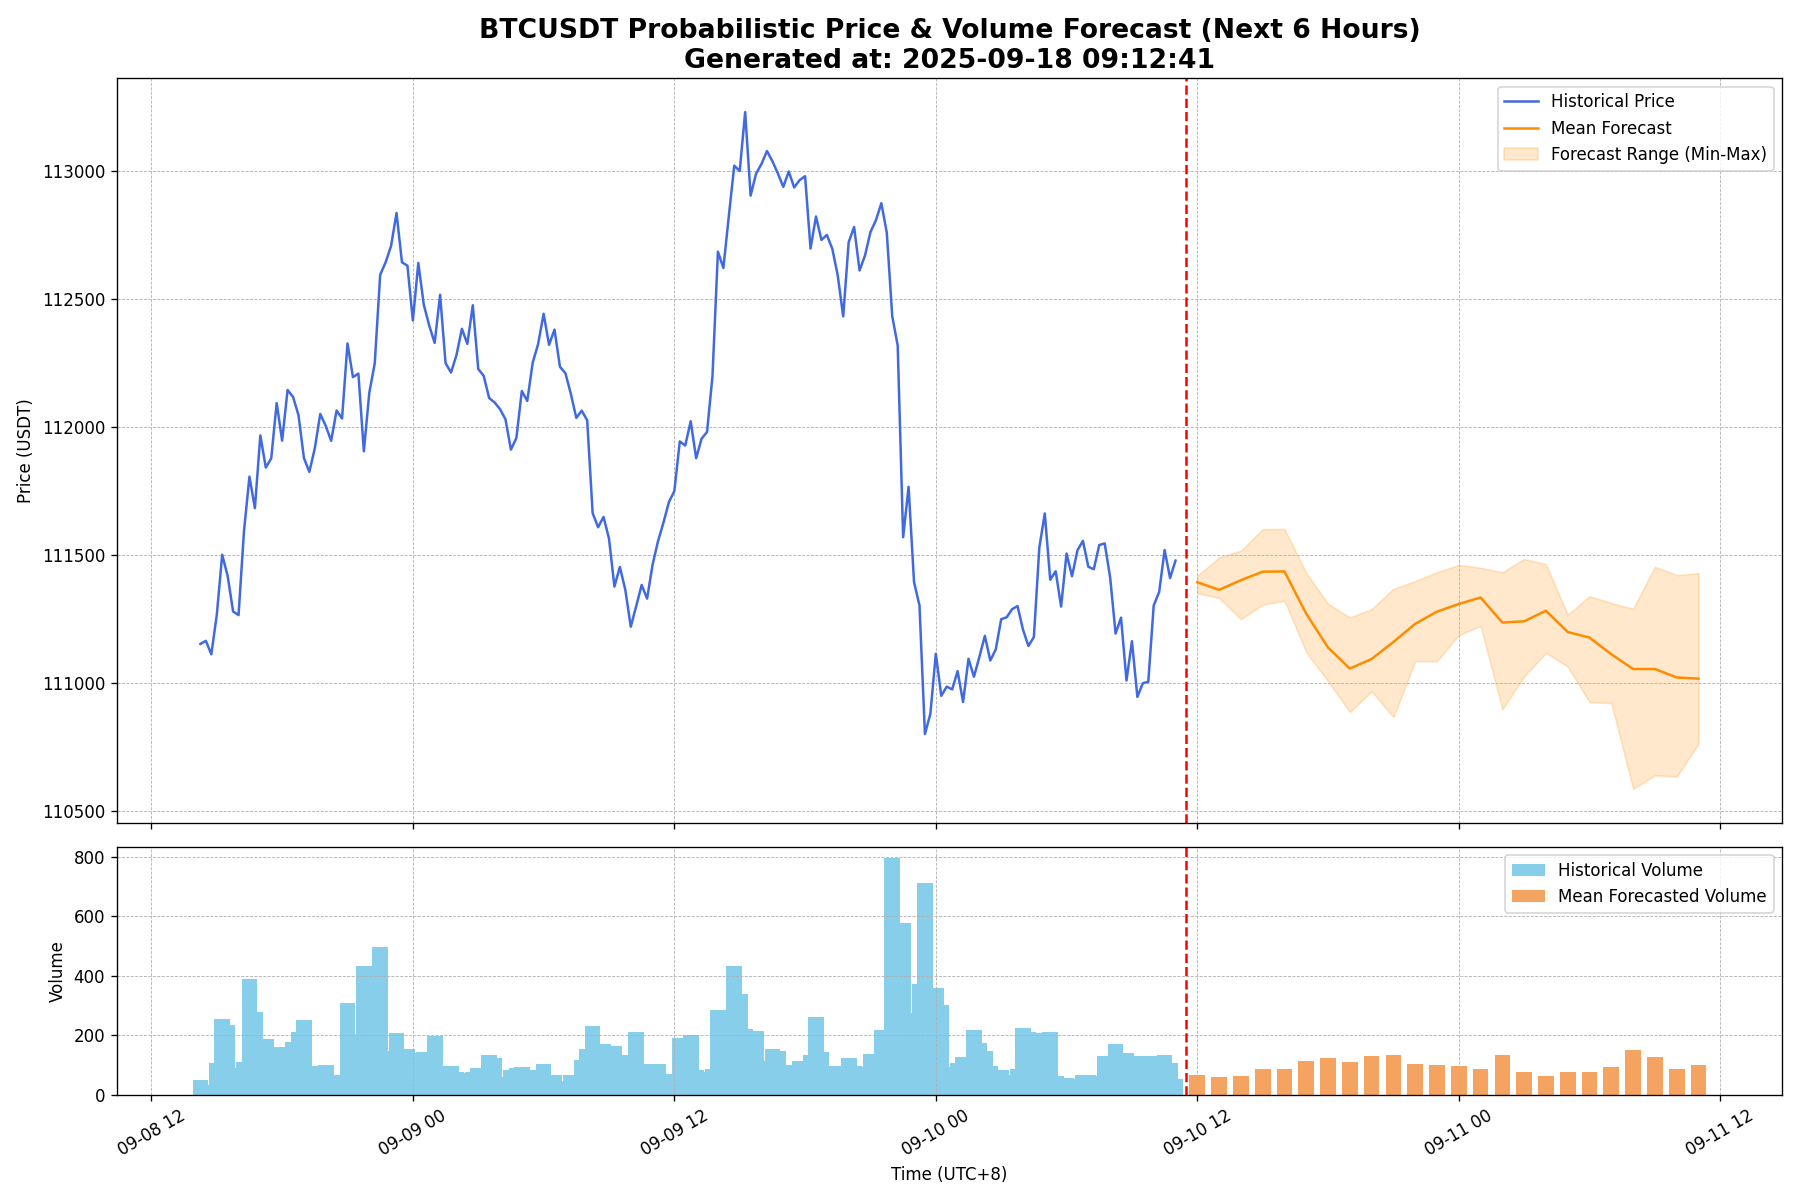 BTCUSDT Probabilistic Price & Volume Forecast (Next 6 Hours)
Generated at: 2025-09-18 09:12:41
Historical Price
Mean Forecast
Forecast Range (Min-Max)
113000
112500
112000
111500
111000
110500
Price (USDT)
Historical Volume
Mean Forecasted Volume
800
600
400
200
0
Volume
09-08 12
09-09 00
09-09 12
09-10 00
09-10 12
09-11 00
09-11 12
Time (UTC+8)